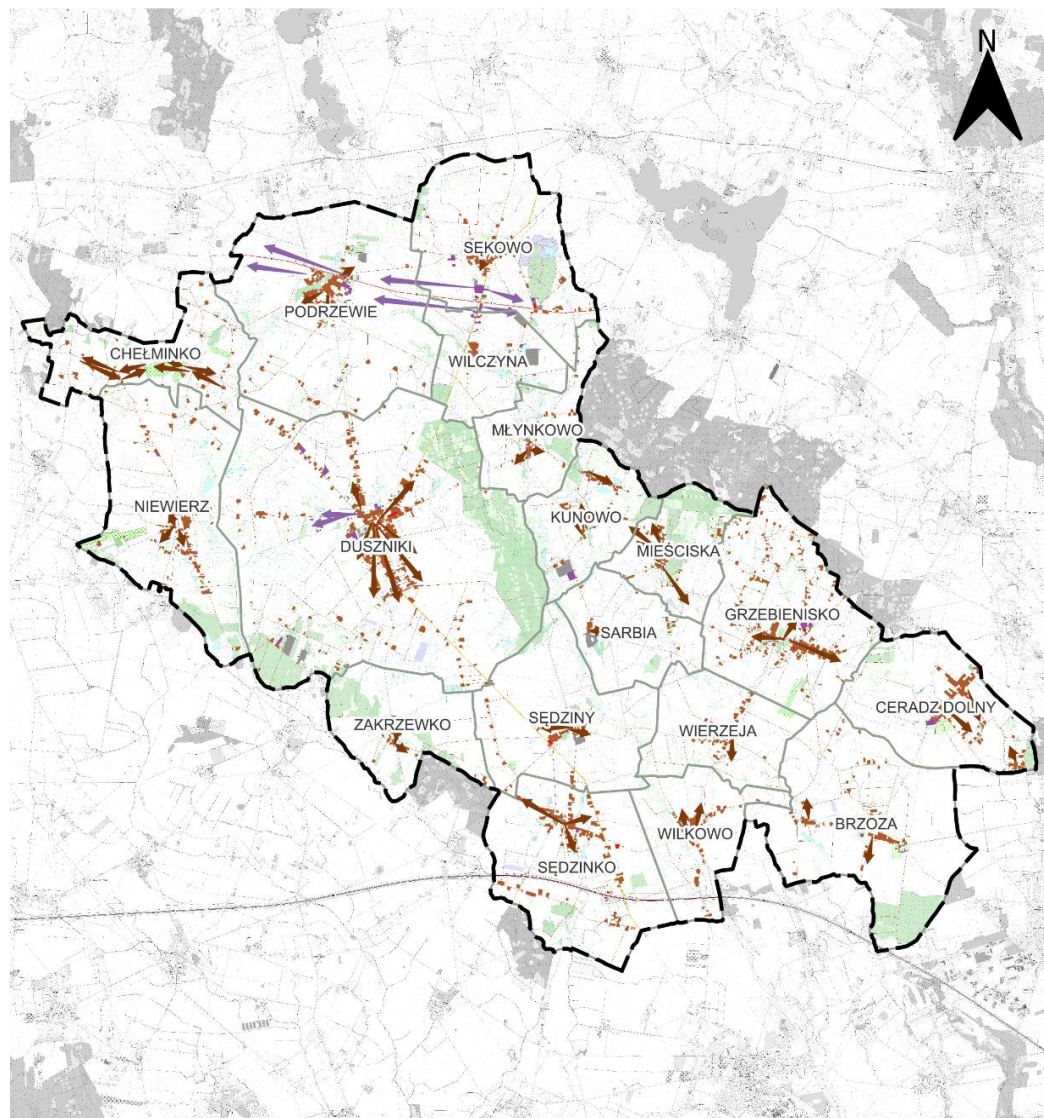 N
SĘKOWO
PODRZEWIE
CHEŁMINKO
WILCZYNA
MŁYNKOWO
NIEWIERZ
KUNOWO
DUSZNIKI
MIEŚCISKA
GRZEBIENISKO
SARBIA
CERADZ DOLNY
ZAKRZEWKO
SĘDZINY
WIERZEJA
BRZOZA
WILKOWO
SĘDZINKO